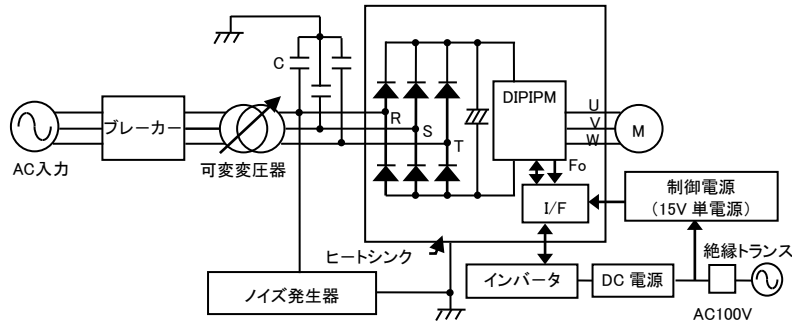 C
DIPIPM
U
V
W
M
R
S
T
Fo
ブレーカー
AC入力
可変変圧器
I/F
制御電源
(15V 単電源)
ヒートシンク
ノイズ発生器
インバータ
DC 電源
絶縁トランス
AC100V